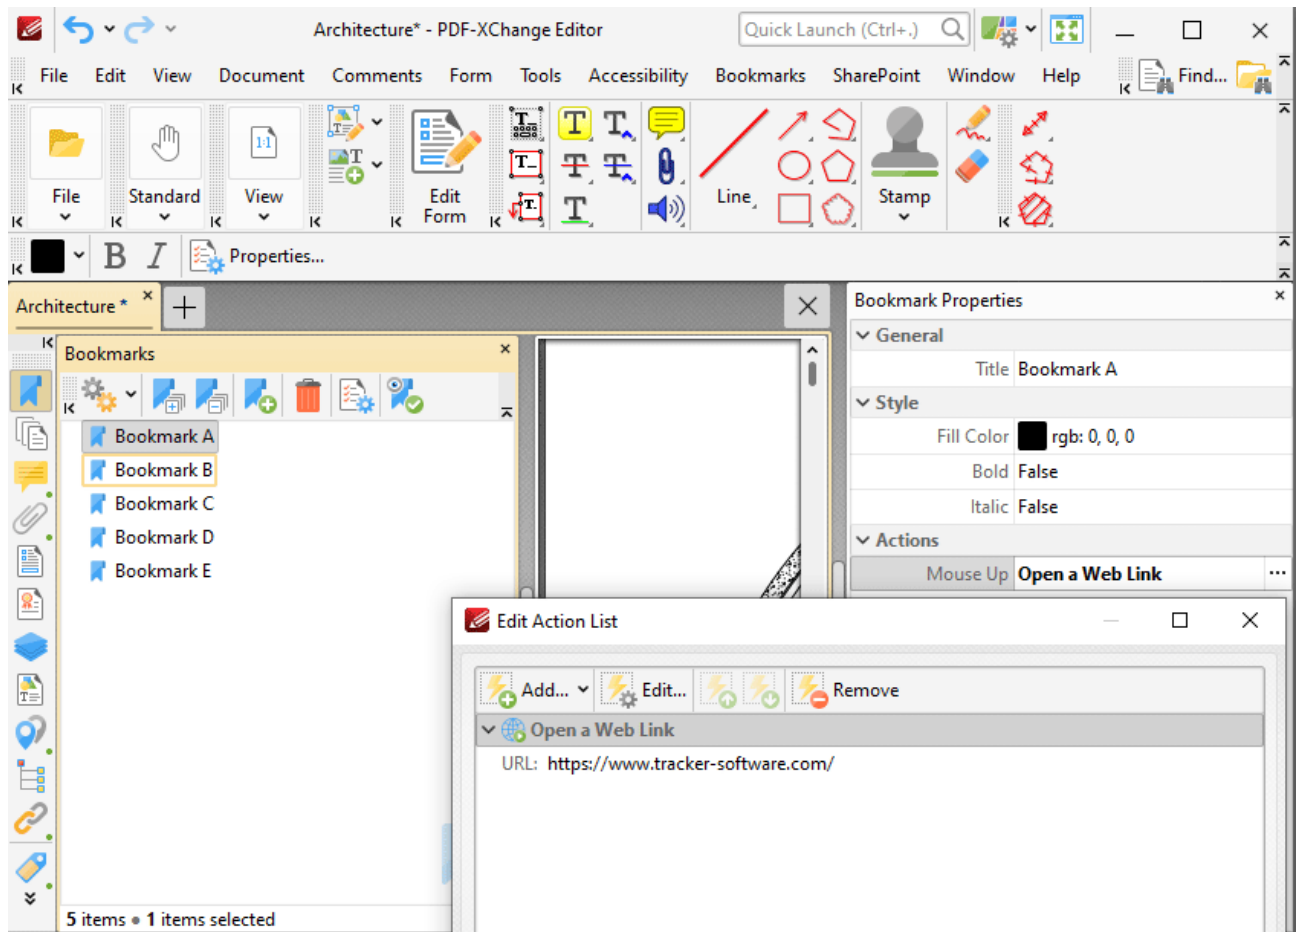 Architecture* - PDF-XChange Editor
Quick Launch (Ctrl+.)
File Edit View Document Comments Form Tools Accessibility Bookmarks SharePoint Window Help Find...
1:1
File Standard View Edit Form Line Stamp
B I Properties...
Architecture *
Bookmarks
Bookmark A
Bookmark B
Bookmark C
Bookmark D
Bookmark E
5 items • 1 items selected
Bookmark Properties
General
Title Bookmark A
Style
Fill Color rgb: 0, 0, 0
Bold False
Italic False
Actions
Mouse Up Open a Web Link ...
Edit Action List
Add... Edit... Remove
Open a Web Link
URL: https://www.tracker-software.com/